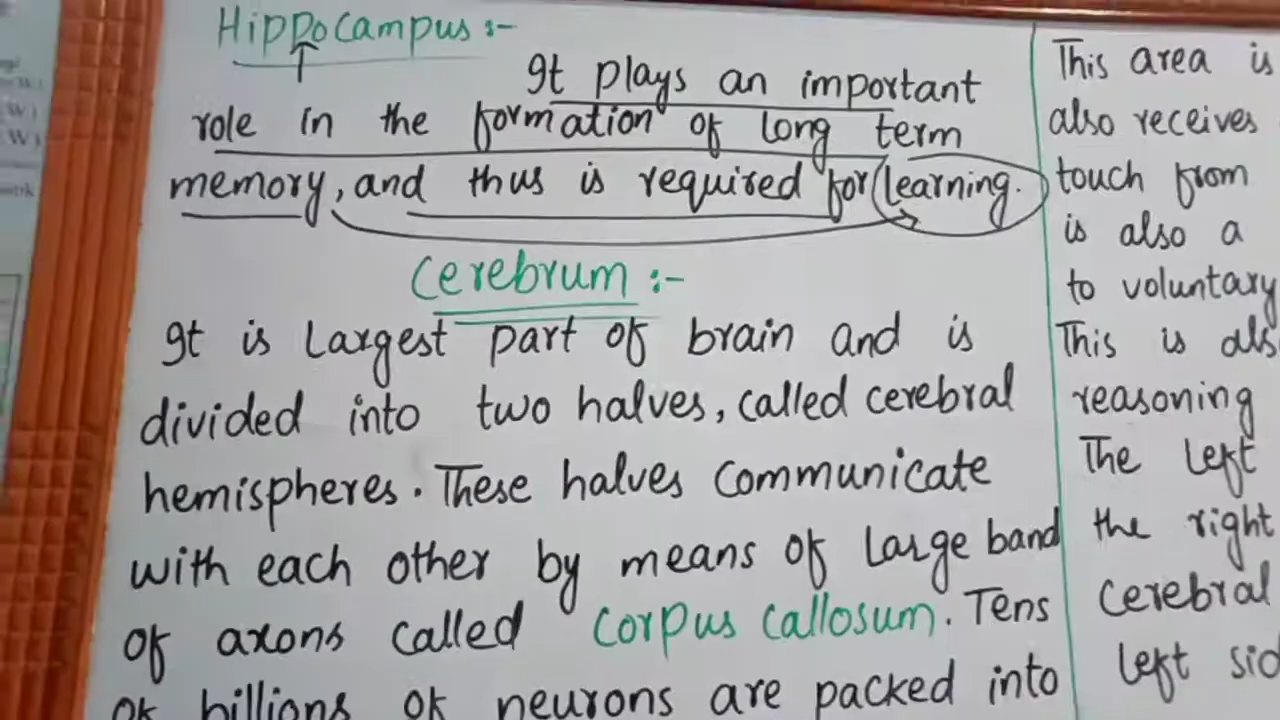 Hippocampus :-
It plays an important
role in the formation of long term
memory, and thus is required for learning.
Cerebrum :-
It is largest part of brain and is
divided into two halves, called cerebral
hemispheres. These halves communicate
with each other by means of large band
of axons called corpus callosum. Tens
of billions of neurons are packed into
This area is
also receives
touch from
is also a
to voluntary
This is als
reasoning
The left
the right
cerebral
left sid